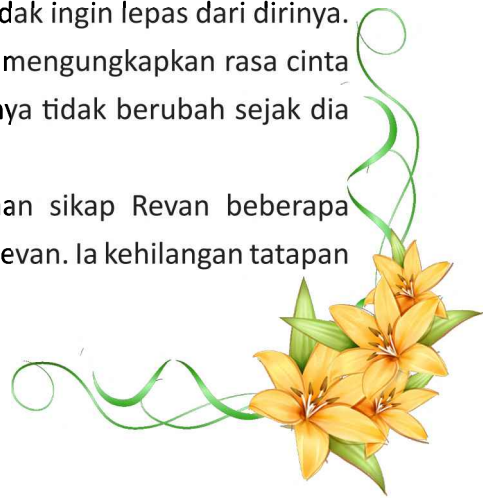 dak ingin lepas dari dirinya.
mengungkapkan rasa cinta
nya tidak berubah sejak dia
an sikap Revan beberapa
evan. Ia kehilangan tatapan